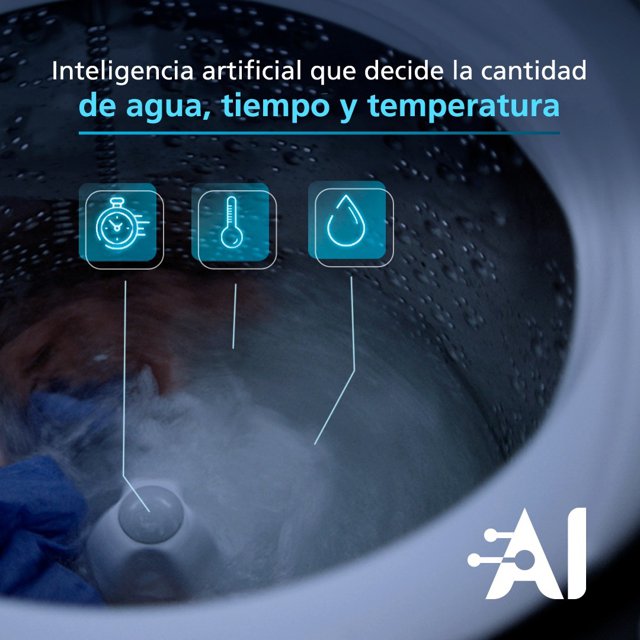 Inteligencia artificial que decide la cantidad
de agua, tiempo y temperatura
AI